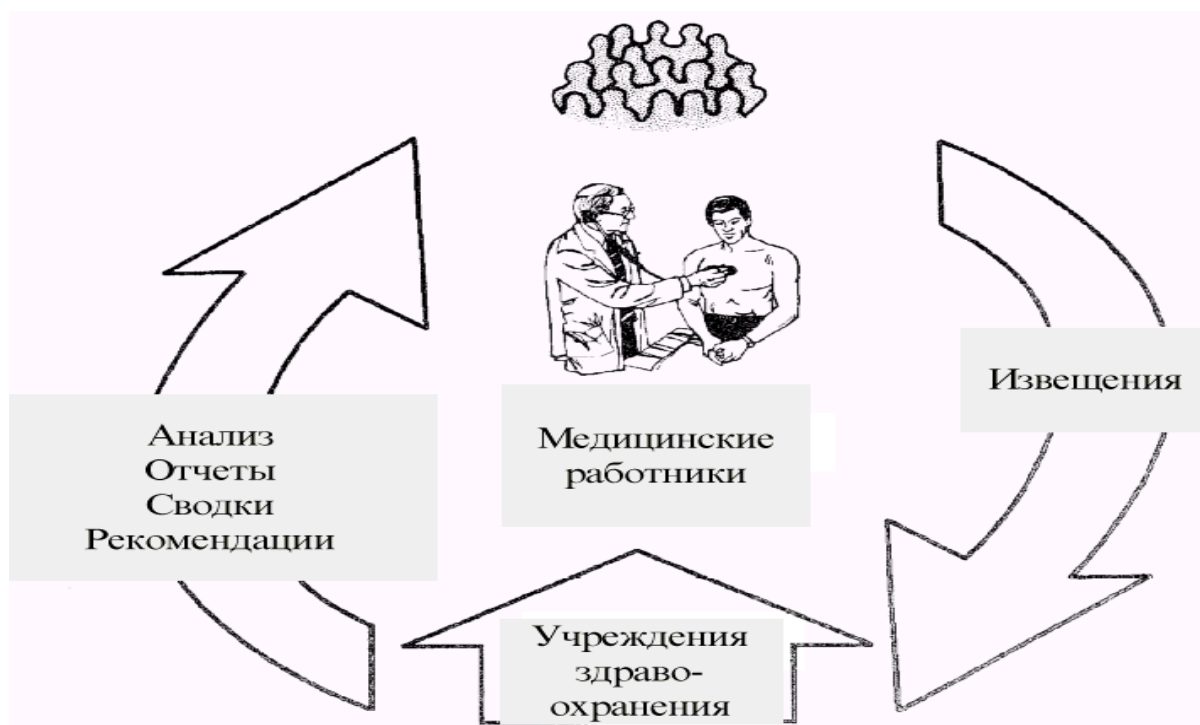 Извещения
Анализ
Отчеты
Сводки
Рекомендации
Медицинские
работники
Учреждения
здраво-
охранения